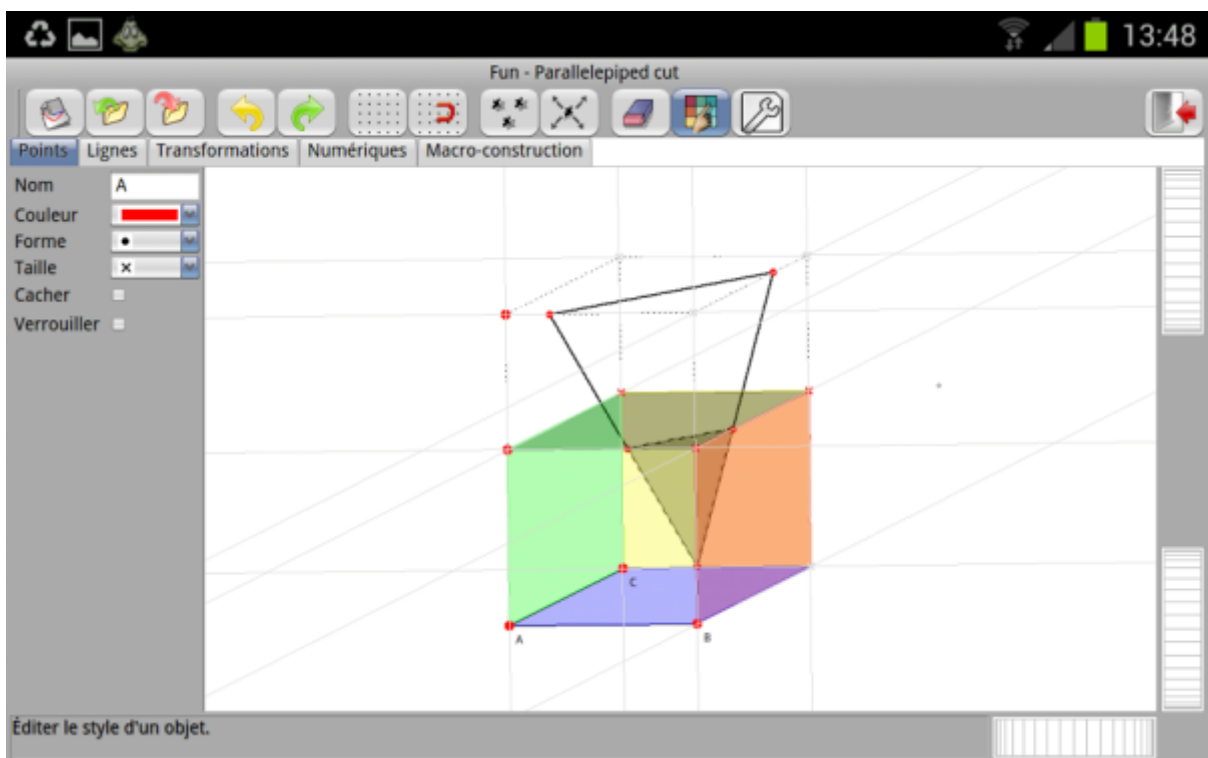 13:48
Fun - Parallelepiped cut
Points Lignes Transformations Numériques Macro-construction
Nom A
Couleur
Forme
Taille
Cacher
Verrouiller
C
A B
Éditer le style d'un objet.